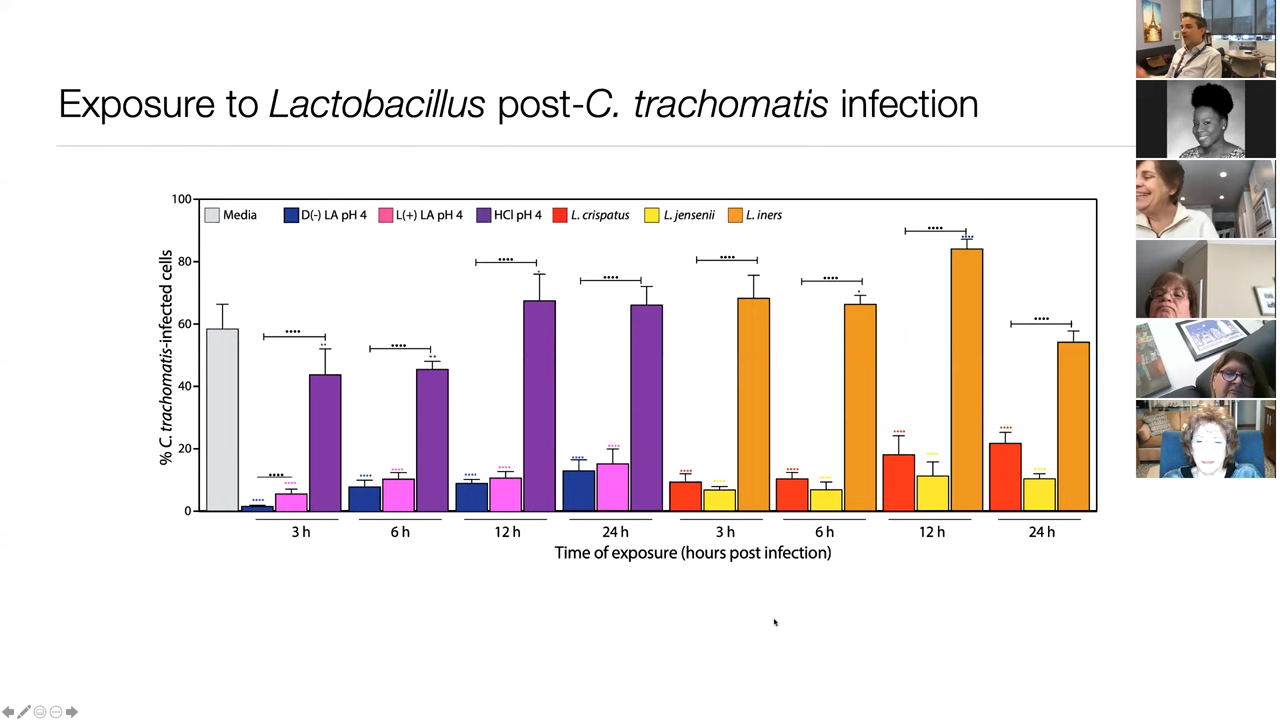 Exposure to Lactobacillus post-C. trachomatis infection
% C. trachomatis-infected cells
100
80
60
40
20
0
Media D(-) LA pH 4 L(+) LA pH 4 HCl pH 4 L. crispatus L. jensenii L. iners
3 h 6 h 12 h 24 h 3 h 6 h 12 h 24 h
Time of exposure (hours post infection)